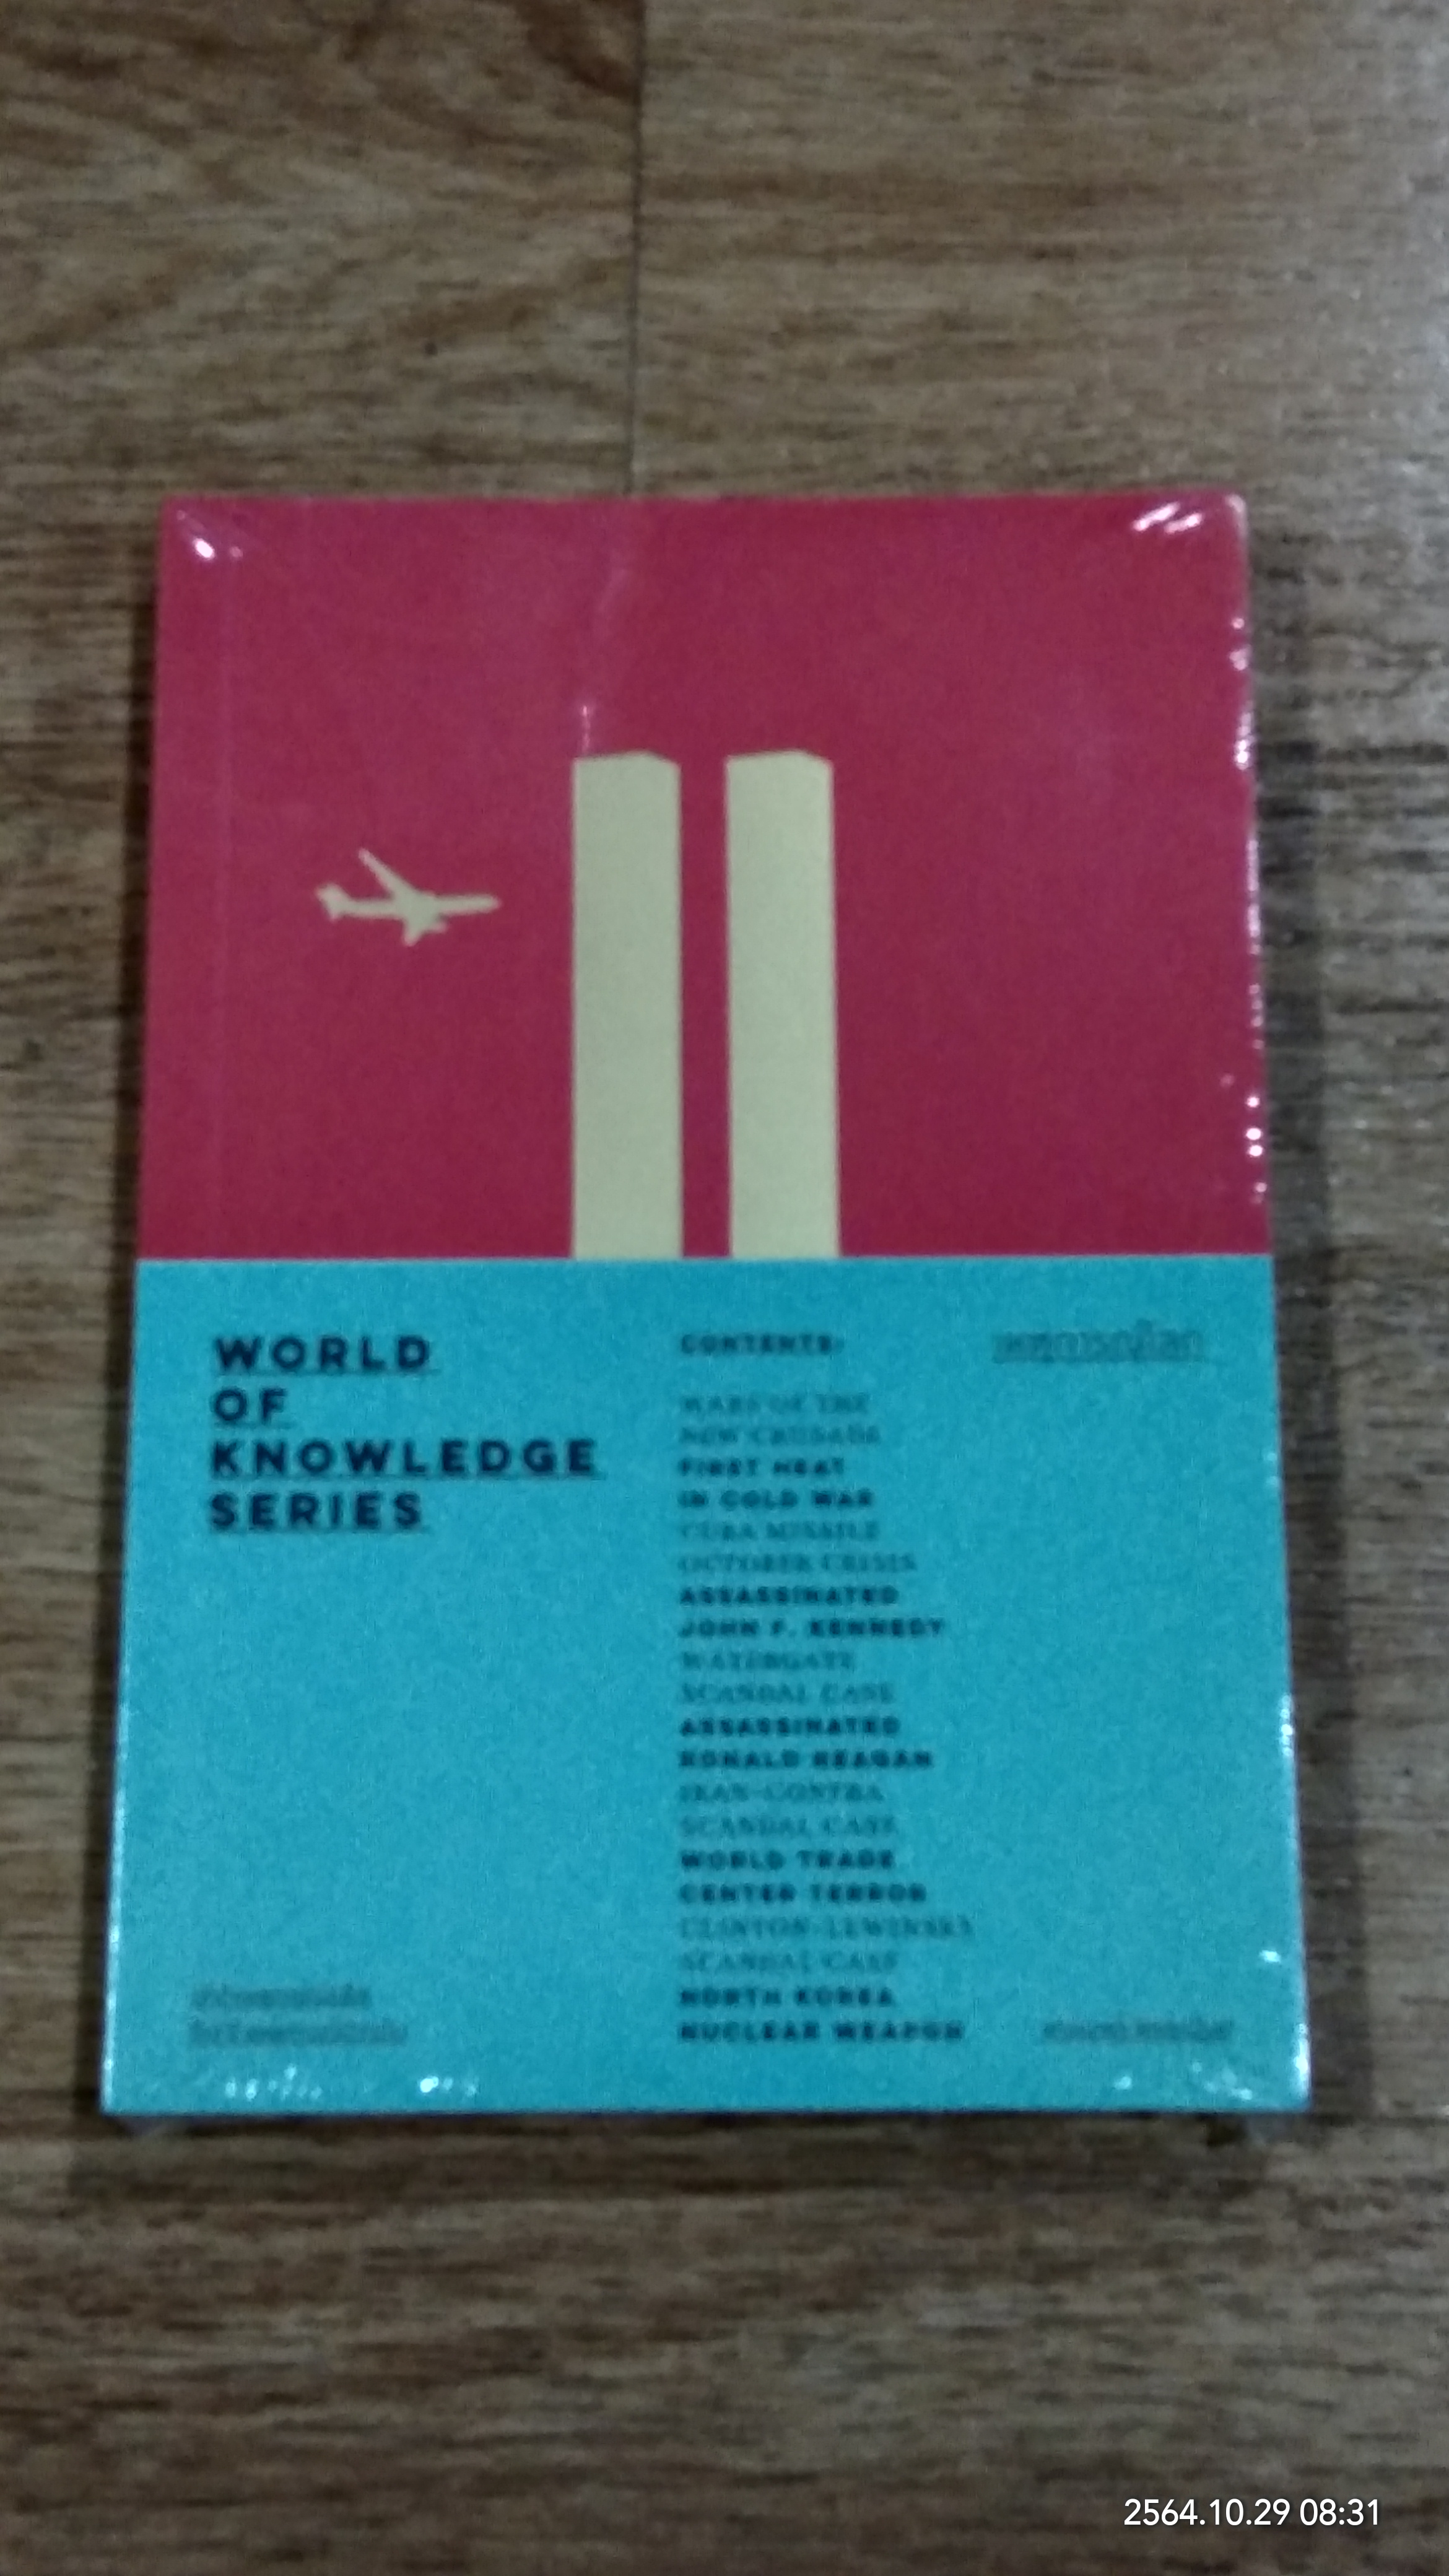 WORLD
OF
KNOWLEDGE
SERIES
CONTENTS:
WARS OF THE
NEW CRUSADE
FIRST HEAT
IN COLD WAR
CUBA MISSILE
OCTOBER CRISIS
ASSASSINATED
JOHN F. KENNEDY
WATERGATE
SCANDAL CASE
ASSASSINATED
RONALD REAGAN
IRAN-CONTRA
SCANDAL CASE
WORLD TRADE
CENTER TERROR
CLINTON-LEWINSKY
SCANDAL CASE
NORTH KOREA
NUCLEAR WEAPON
2564.10.29 08:31